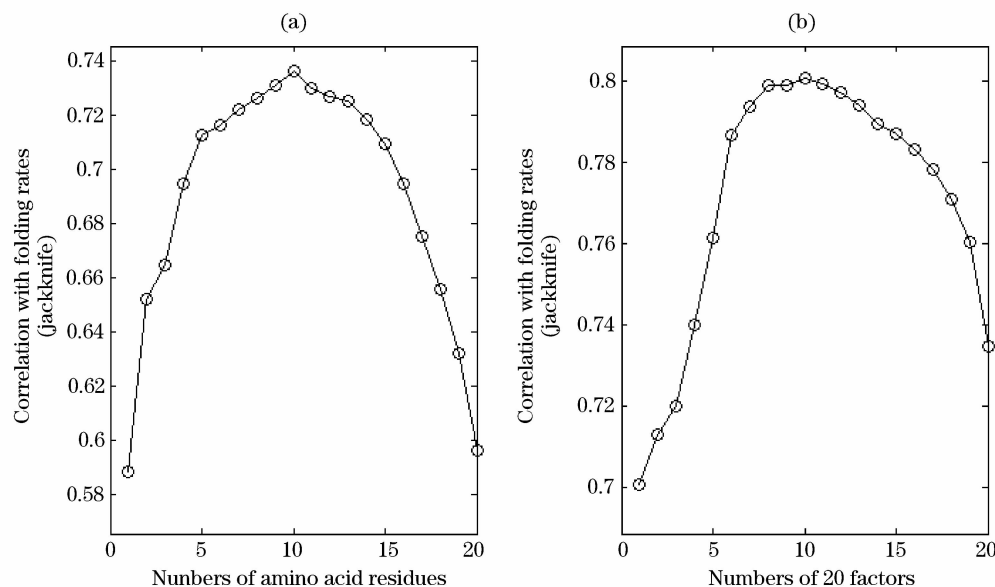 (a)
0.74
0.72
0.7
0.68
0.66
0.64
0.62
0.6
0.58
0 5 10 15 20
Correlation with folding rates
(jackknife)
Nunbers of amino acid residues
(b)
0.8
0.78
0.76
0.74
0.72
0.7
0 5 10 15 20
Correlation with folding rates
(jackknife)
Numbers of 20 factors